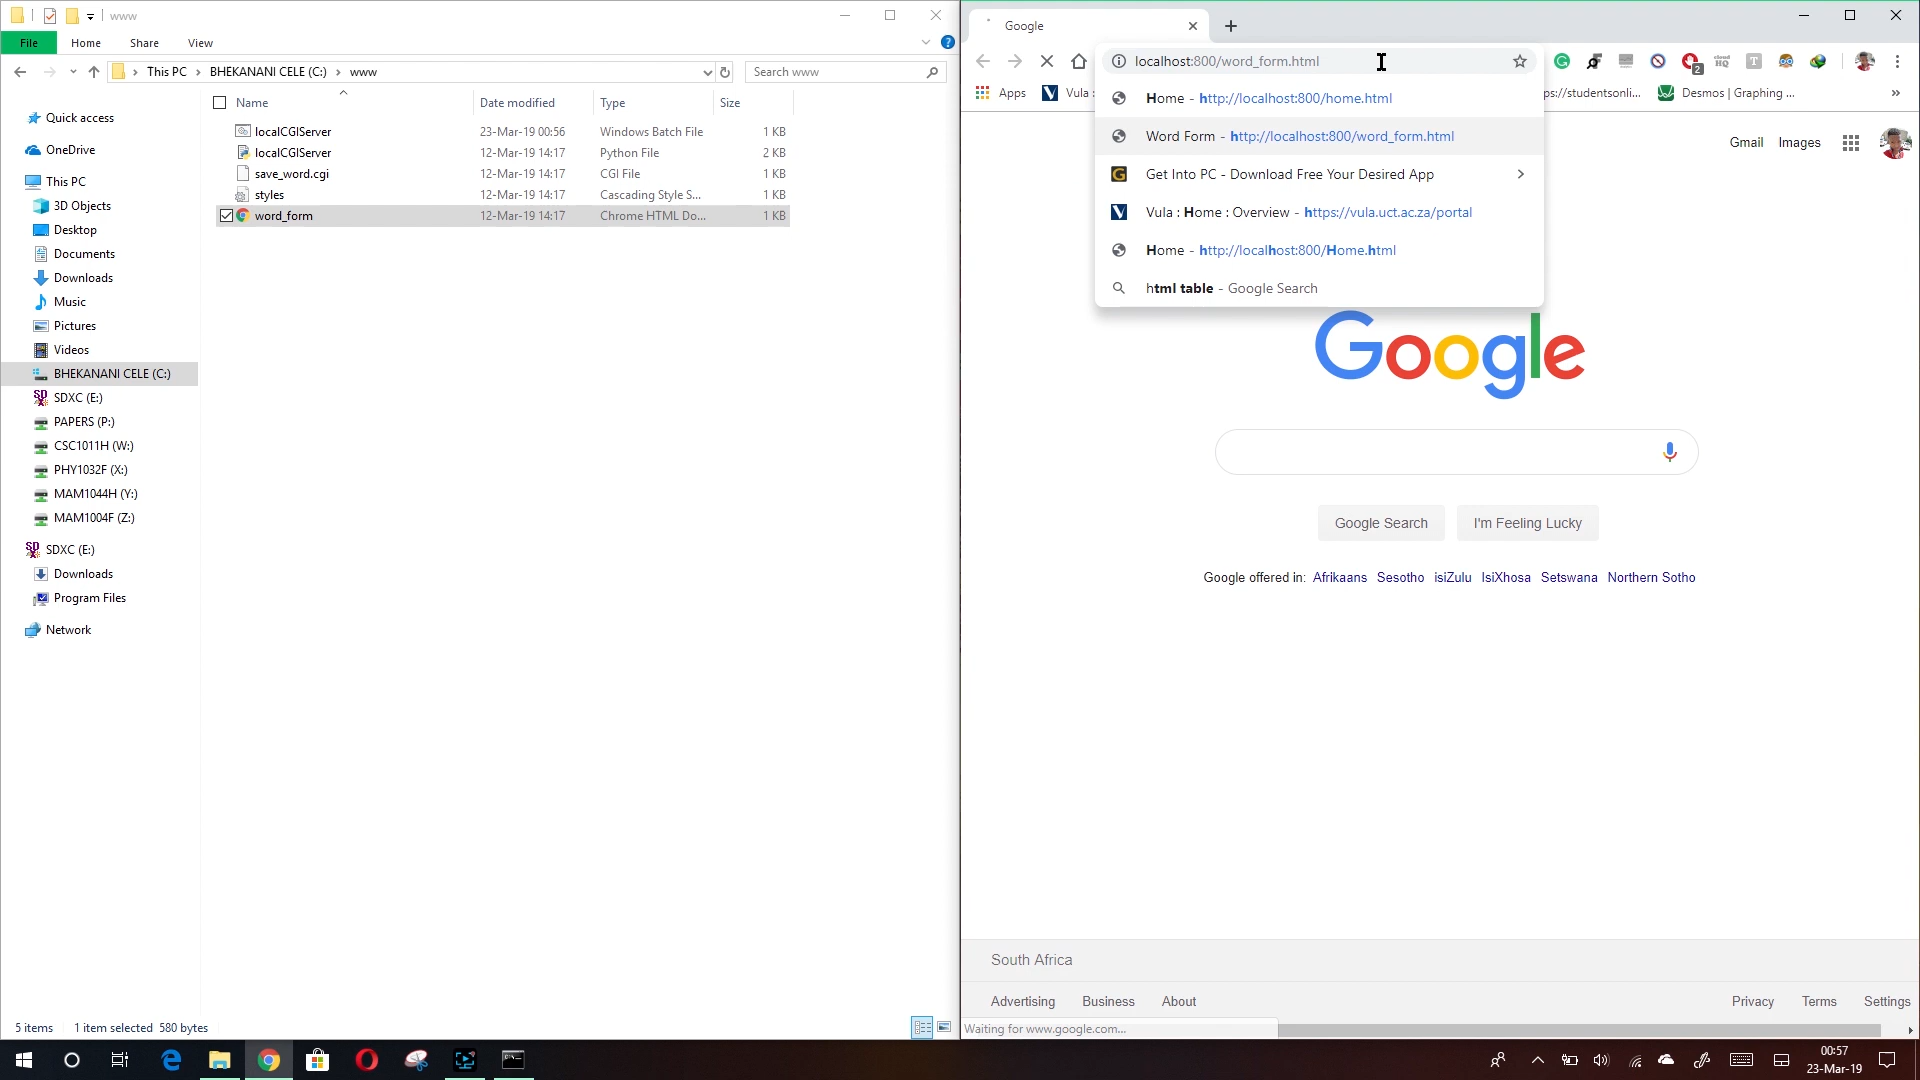 www
File Home Share View
This PC BHEKANANI CELE (C:) www
Search www
Name Date modified Type Size
localCGIServer 23-Mar-19 00:56 Windows Batch File 1 KB
localCGIServer 12-Mar-19 14:17 Python File 2 KB
save_word.cgi 12-Mar-19 14:17 CGI File 1 KB
styles 12-Mar-19 14:17 Cascading Style S... 1 KB
word_form 12-Mar-19 14:17 Chrome HTML Do... 1 KB
Quick access
OneDrive
This PC
3D Objects
Desktop
Documents
Downloads
Music
Pictures
Videos
BHEKANANI CELE (C:)
SDXC (E:)
PAPERS (P:)
CSC1011H (W:)
PHY1032F (X:)
MAM1044H (Y:)
MAM1004F (Z:)
SDXC (E:)
Downloads
Program Files
Network
5 items 1 item selected 580 bytes
Google
localhost:800/word_form.html
Apps Vula : ps://studentsonli... Desmos | Graphing ... »
Home - http://localhost:800/home.html
Word Form - http://localhost:800/word_form.html
Get Into PC - Download Free Your Desired App
Vula : Home : Overview - https://vula.uct.ac.za/portal
Home - http://localhost:800/Home.html
html table - Google Search
Gmail Images
Google
Google Search I'm Feeling Lucky
Google offered in: Afrikaans Sesotho isiZulu IsiXhosa Setswana Northern Sotho
South Africa
Advertising Business About Privacy Terms Settings
Waiting for www.google.com...
00:57
23-Mar-19